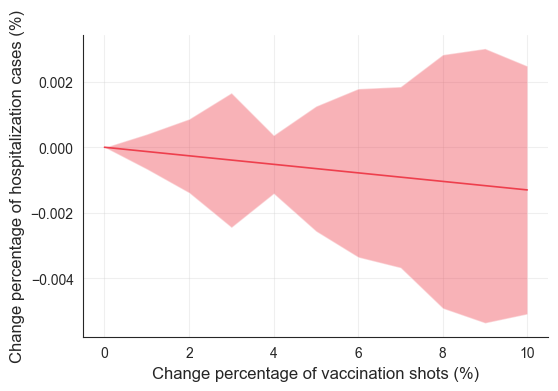 Change percentage of hospitalization cases (%)
0.002
0.000
−0.002
−0.004
0 2 4 6 8 10
Change percentage of vaccination shots (%)